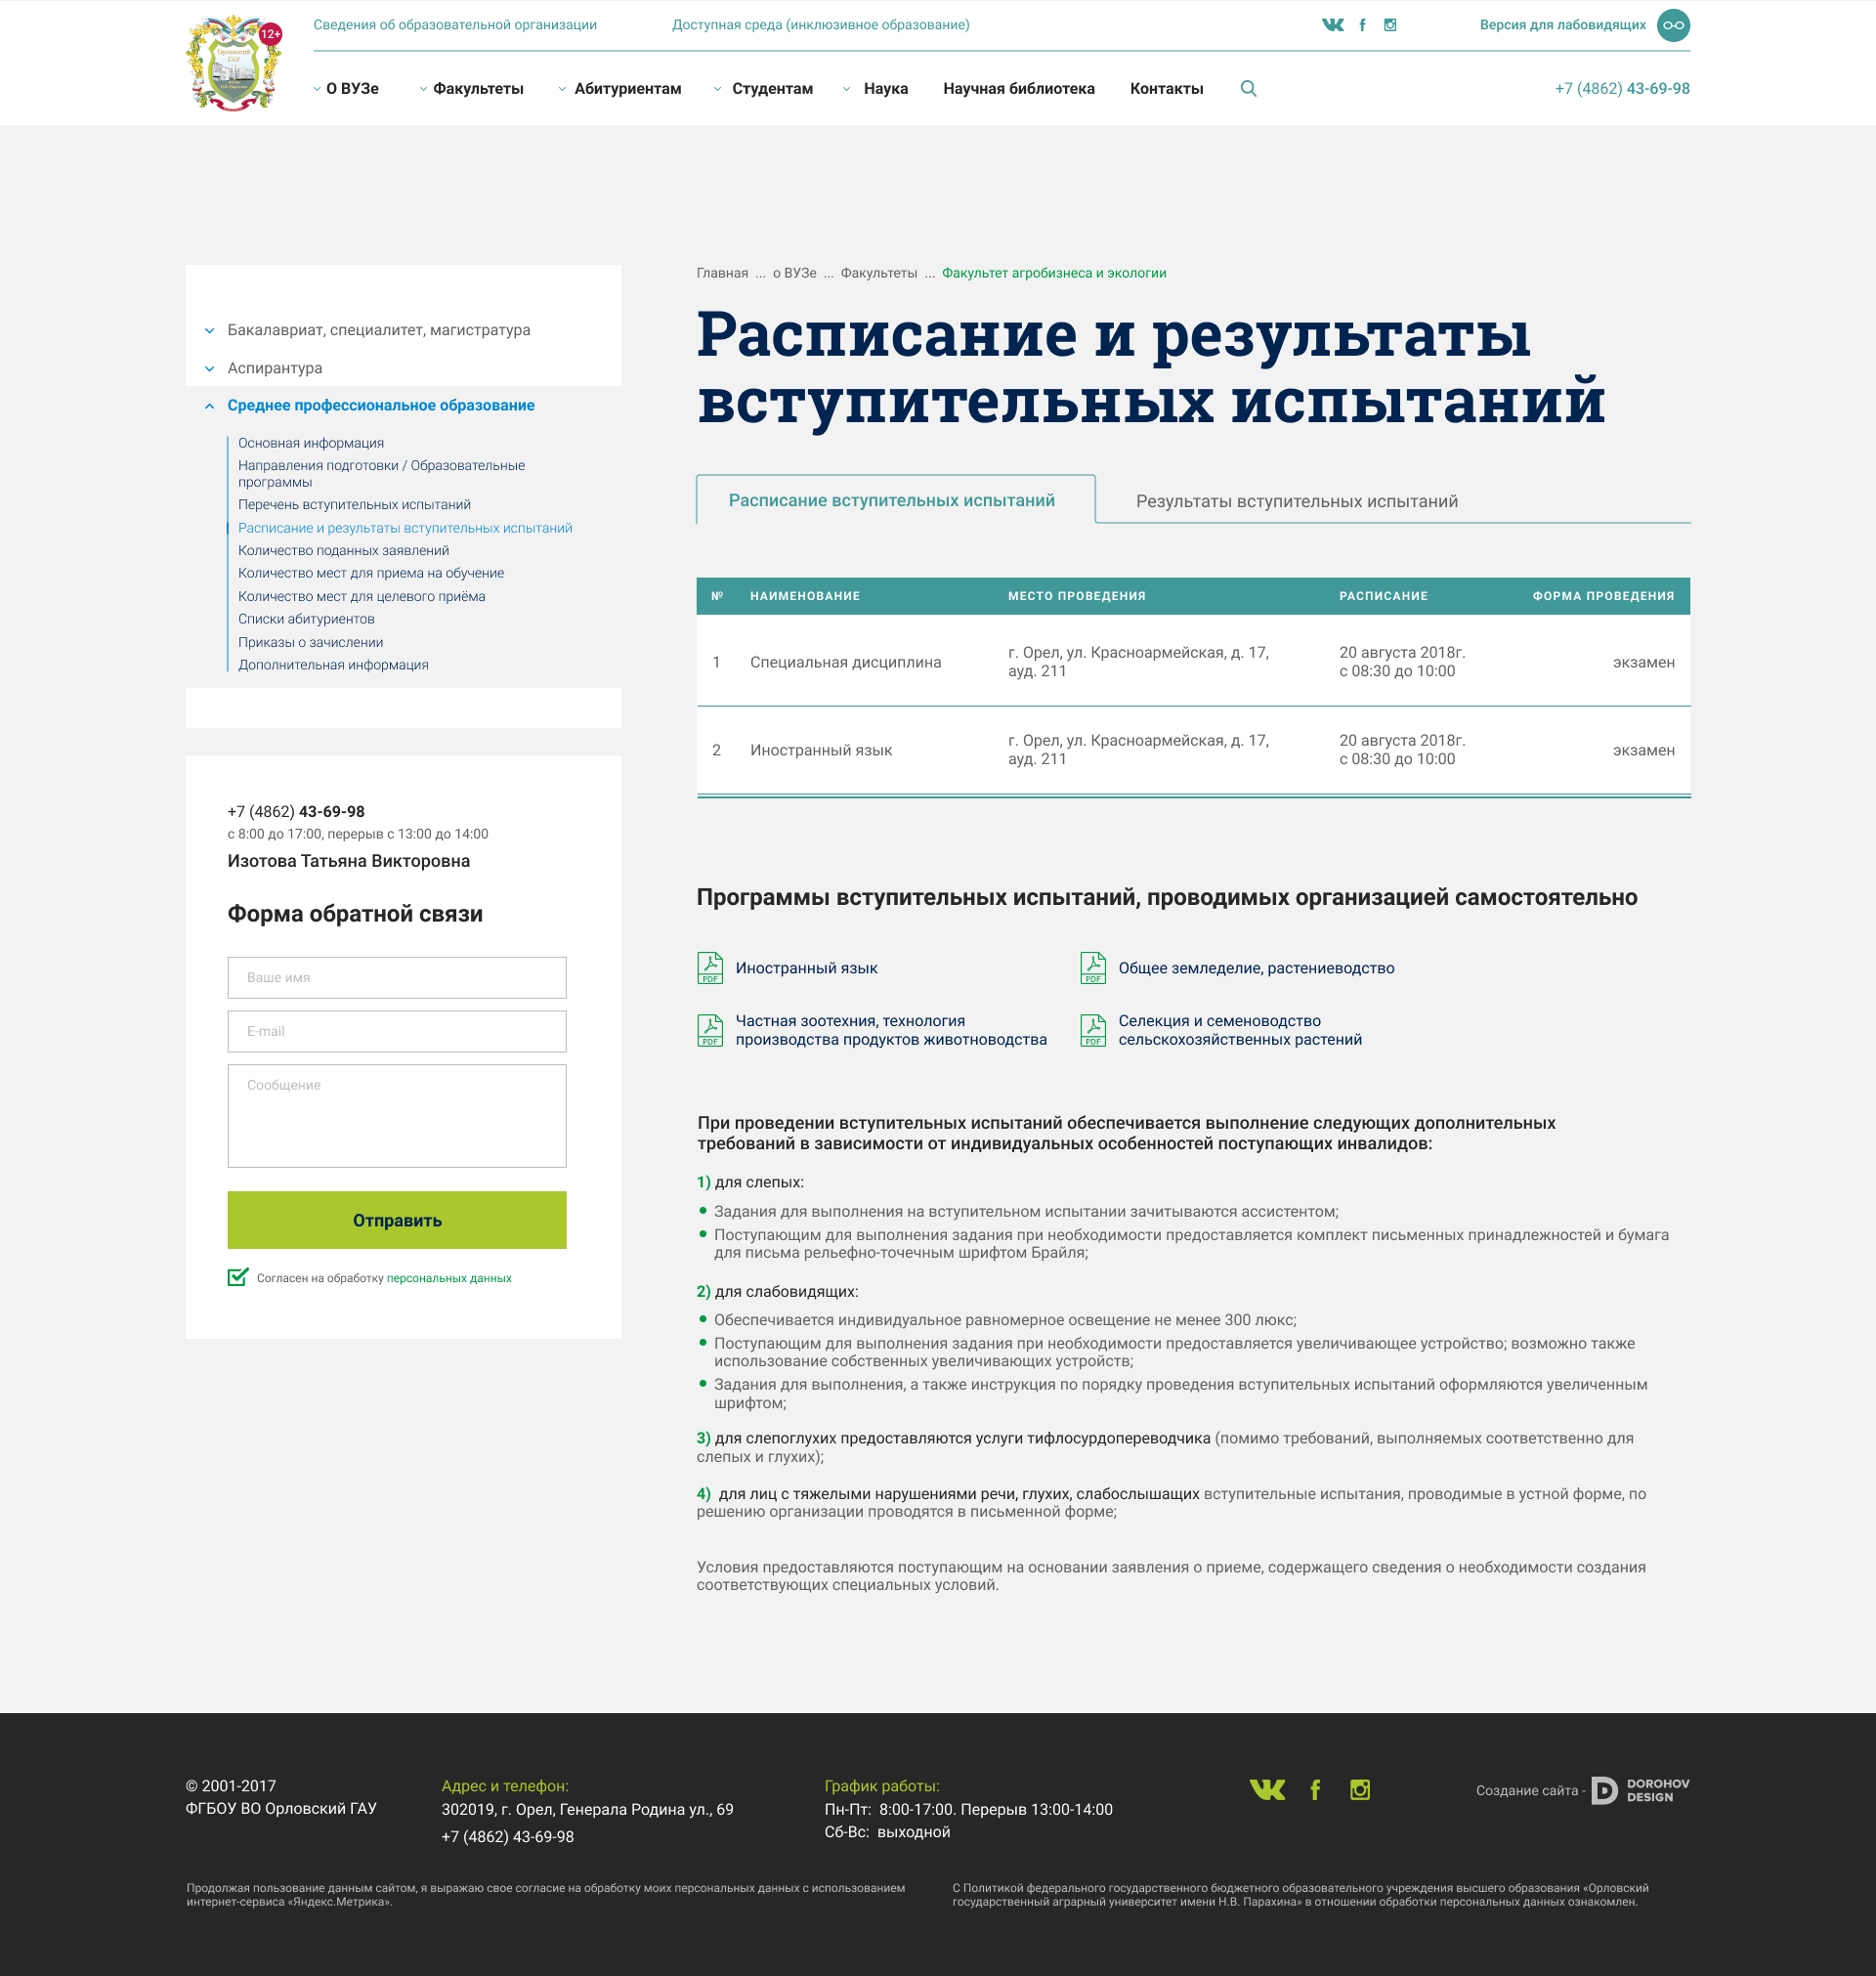 12+
Орловский
ГАУ
Сведения об образовательной организации
Доступная среда (инклюзивное образование)
Версия для лабовидящих
О ВУЗе
Факультеты
Абитуриентам
Студентам
Наука
Научная библиотека
Контакты
+7 (4862) 43-69-98
Бакалавриат, специалитет, магистратура
Аспирантура
Среднее профессиональное образование
Основная информация
Направления подготовки / Образовательные
программы
Перечень вступительных испытаний
Расписание и результаты вступительных испытаний
Количество поданных заявлений
Количество мест для приема на обучение
Количество мест для целевого приёма
Списки абитуриентов
Приказы о зачислении
Дополнительная информация
+7 (4862) 43-69-98
с 8:00 до 17:00, перерыв с 13:00 до 14:00
Изотова Татьяна Викторовна
Форма обратной связи
Ваше имя
E-mail
Сообщение
Отправить
Согласен на обработку персональных данных
Главная ... о ВУЗе ... Факультеты ... Факультет агробизнеса и экологии
Расписание и результаты
вступительных испытаний
Расписание вступительных испытаний
Результаты вступительных испытаний
№ НАИМЕНОВАНИЕ МЕСТО ПРОВЕДЕНИЯ РАСПИСАНИЕ ФОРМА ПРОВЕДЕНИЯ
1 Специальная дисциплина
г. Орел, ул. Красноармейская, д. 17,
ауд. 211
20 августа 2018г.
с 08:30 до 10:00
экзамен
2 Иностранный язык
г. Орел, ул. Красноармейская, д. 17,
ауд. 211
20 августа 2018г.
с 08:30 до 10:00
экзамен
Программы вступительных испытаний, проводимых организацией самостоятельно
PDF
Иностранный язык
PDF
Общее земледелие, растениеводство
PDF
Частная зоотехния, технология
производства продуктов животноводства
PDF
Селекция и семеноводство
сельскохозяйственных растений
При проведении вступительных испытаний обеспечивается выполнение следующих дополнительных
требований в зависимости от индивидуальных особенностей поступающих инвалидов:
1) для слепых:
Задания для выполнения на вступительном испытании зачитываются ассистентом;
Поступающим для выполнения задания при необходимости предоставляется комплект письменных принадлежностей и бумага
для письма рельефно-точечным шрифтом Брайля;
2) для слабовидящих:
Обеспечивается индивидуальное равномерное освещение не менее 300 люкс;
Поступающим для выполнения задания при необходимости предоставляется увеличивающее устройство; возможно также
использование собственных увеличивающих устройств;
Задания для выполнения, а также инструкция по порядку проведения вступительных испытаний оформляются увеличенным
шрифтом;
3) для слепоглухих предоставляются услуги тифлосурдопереводчика (помимо требований, выполняемых соответственно для
слепых и глухих);
4) для лиц с тяжелыми нарушениями речи, глухих, слабослышащих вступительные испытания, проводимые в устной форме, по
решению организации проводятся в письменной форме;
Условия предоставляются поступающим на основании заявления о приеме, содержащего сведения о необходимости создания
соответствующих специальных условий.
© 2001-2017
ФГБОУ ВО Орловский ГАУ
Адрес и телефон:
302019, г. Орел, Генерала Родина ул., 69
+7 (4862) 43-69-98
График работы:
Пн-Пт: 8:00-17:00. Перерыв 13:00-14:00
Сб-Вс: выходной
Создание сайта -
DOROHOV
DESIGN
Продолжая пользование данным сайтом, я выражаю свое согласие на обработку моих персональных данных с использованием
интернет-сервиса «Яндекс.Метрика».
С Политикой федерального государственного бюджетного образовательного учреждения высшего образования «Орловский
государственный аграрный университет имени Н.В. Парахина» в отношении обработки персональных данных ознакомлен.